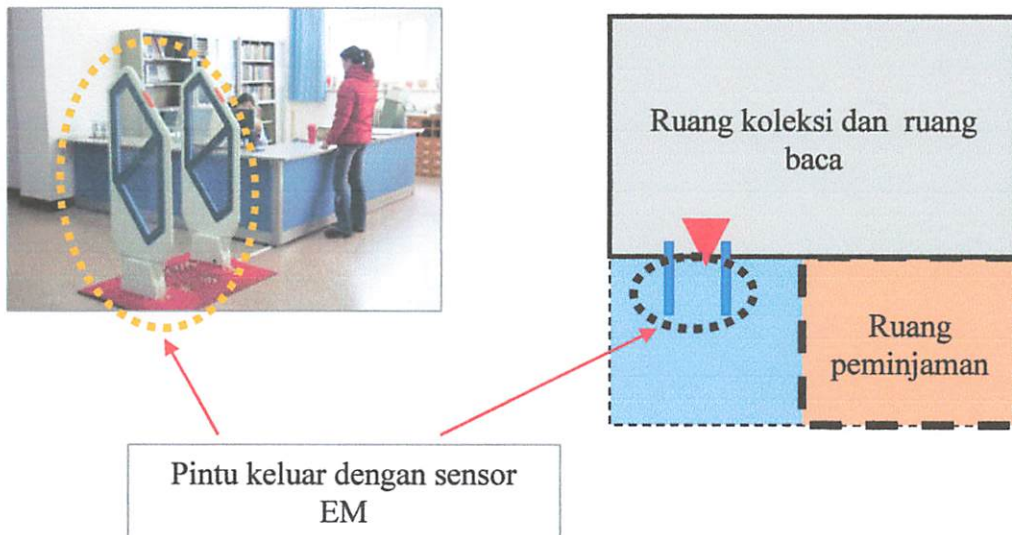 Ruang koleksi dan ruang
baca
Ruang
peminjaman
Pintu keluar dengan sensor
EM